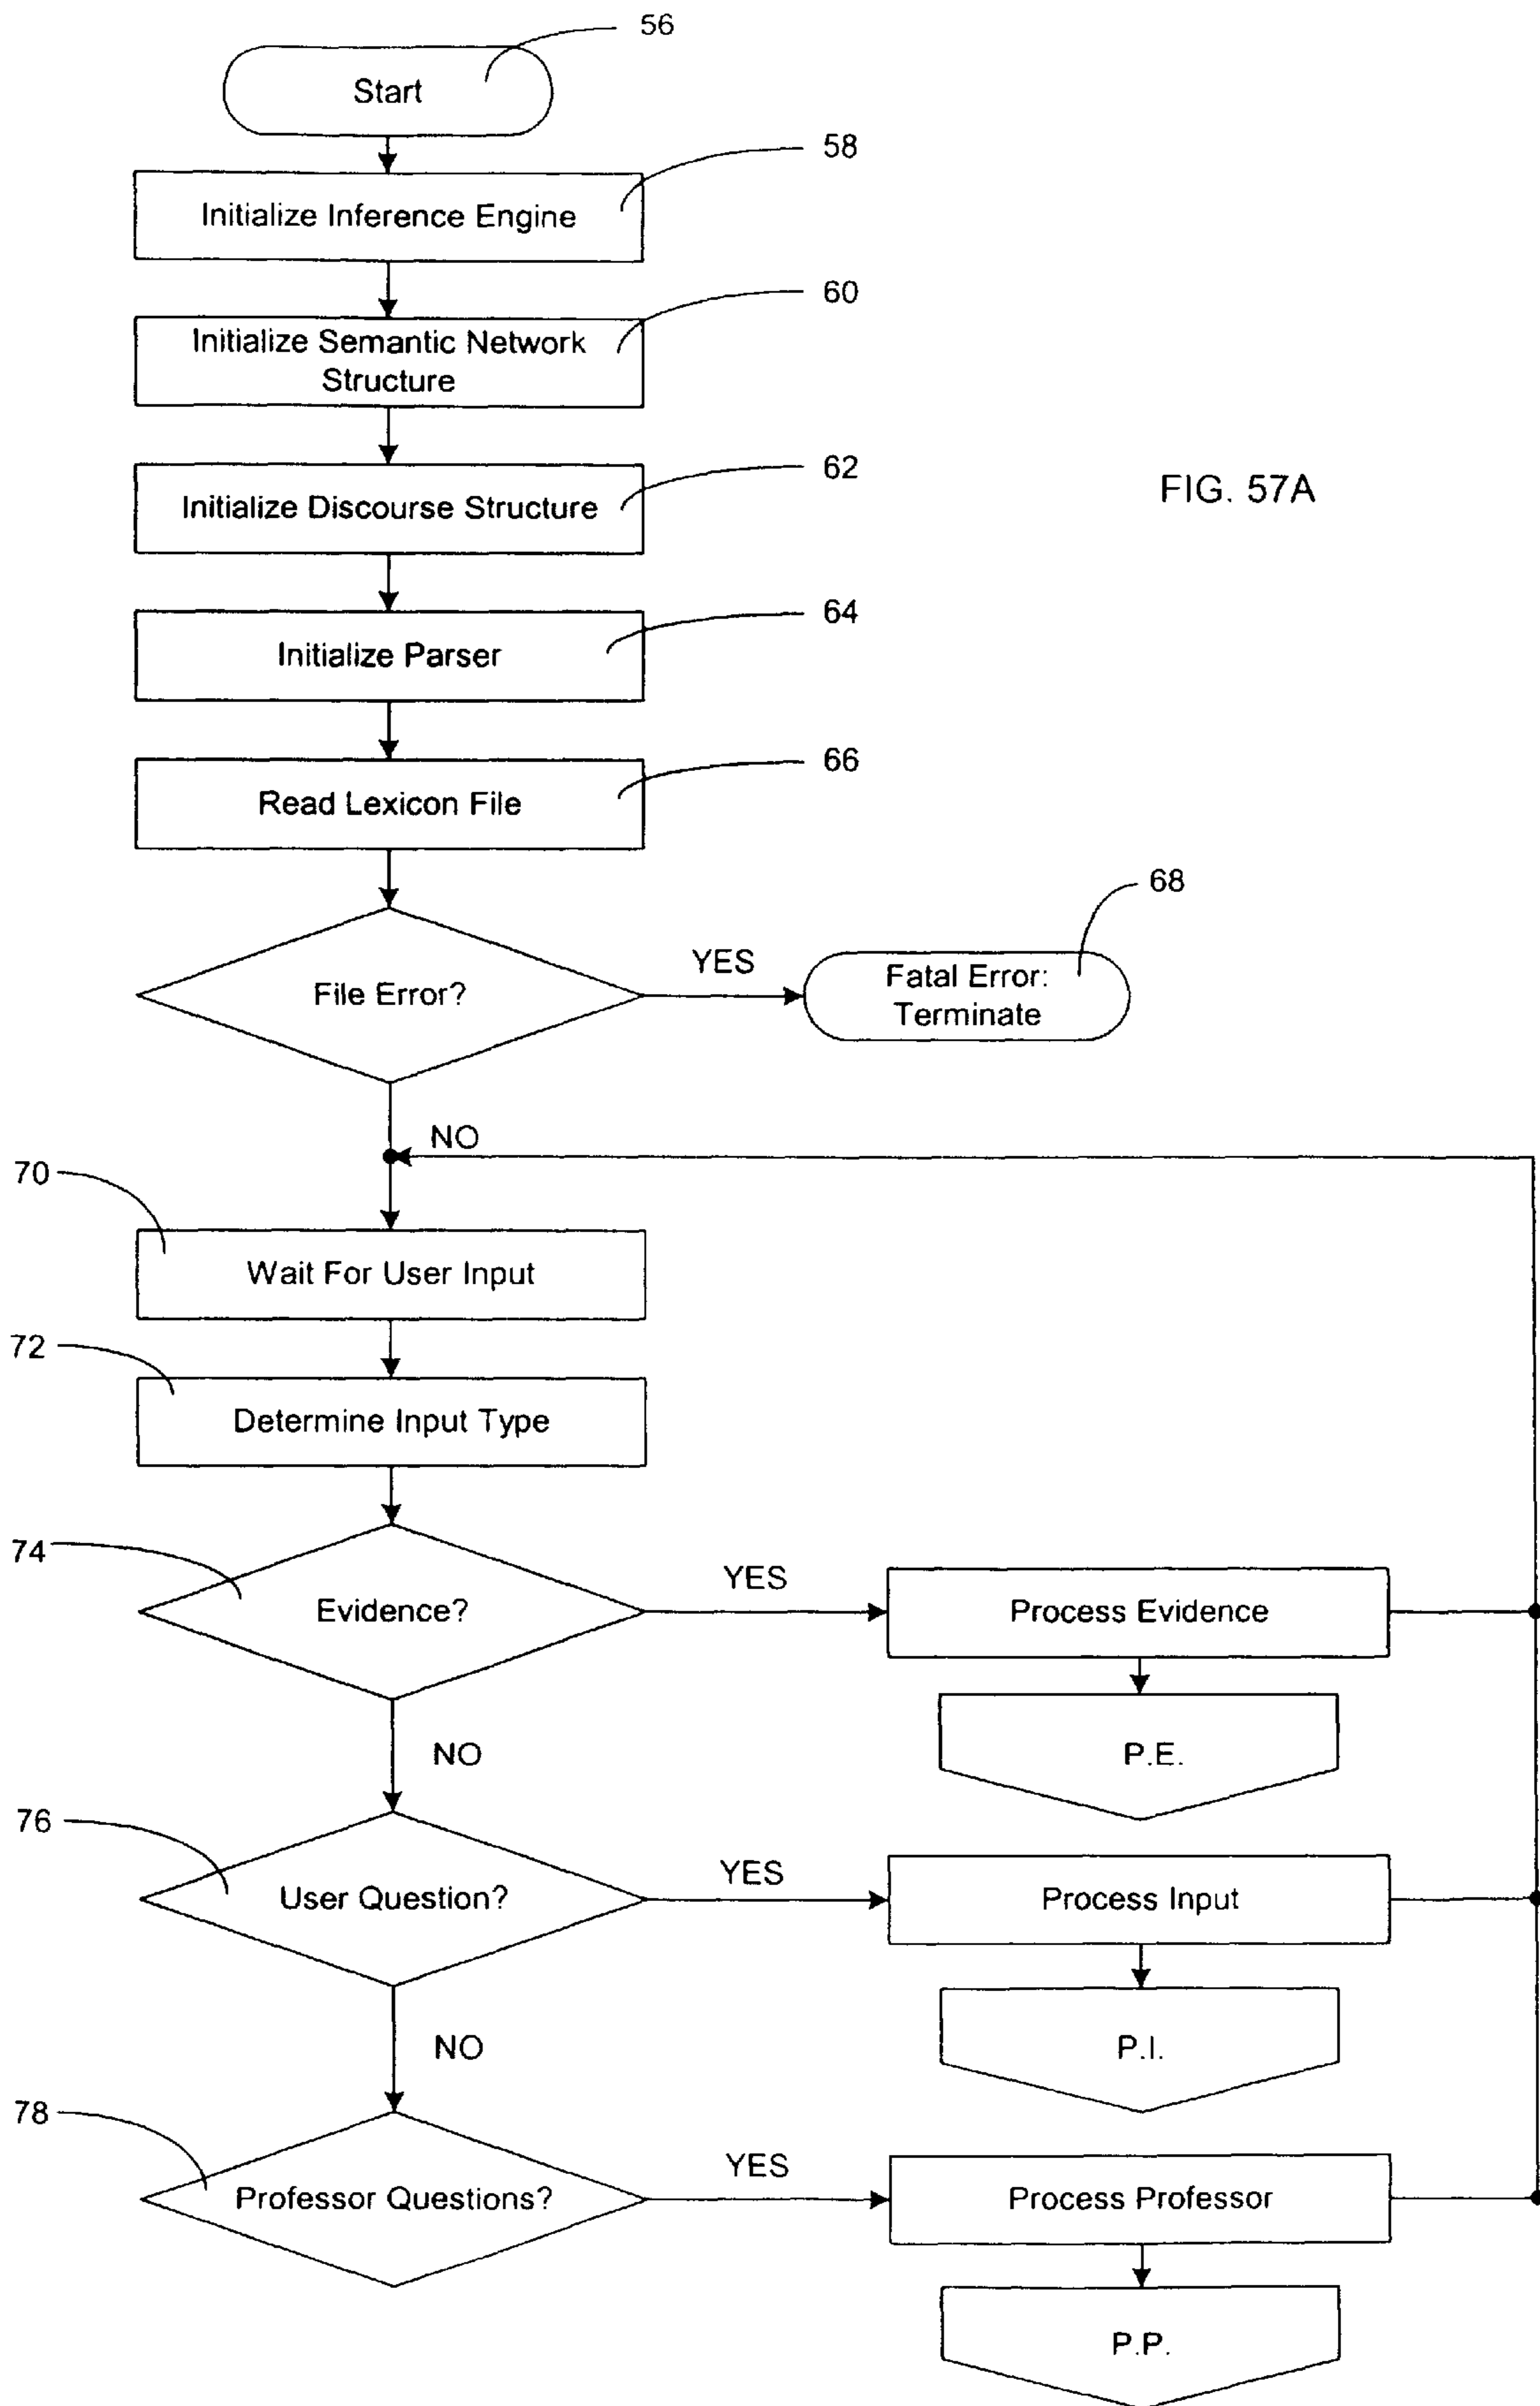 56
Start
58
Initialize Inference Engine
60
Initialize Semantic Network
Structure
62
Initialize Discourse Structure
FIG. 57A
64
Initialize Parser
66
Read Lexicon File
68
File Error?
YES
Fatal Error:
Terminate
NO
70
Wait For User Input
72
Determine Input Type
74
Evidence?
YES
Process Evidence
P.E.
NO
76
User Question?
YES
Process Input
P.I.
NO
78
Professor Questions?
YES
Process Professor
P.P.